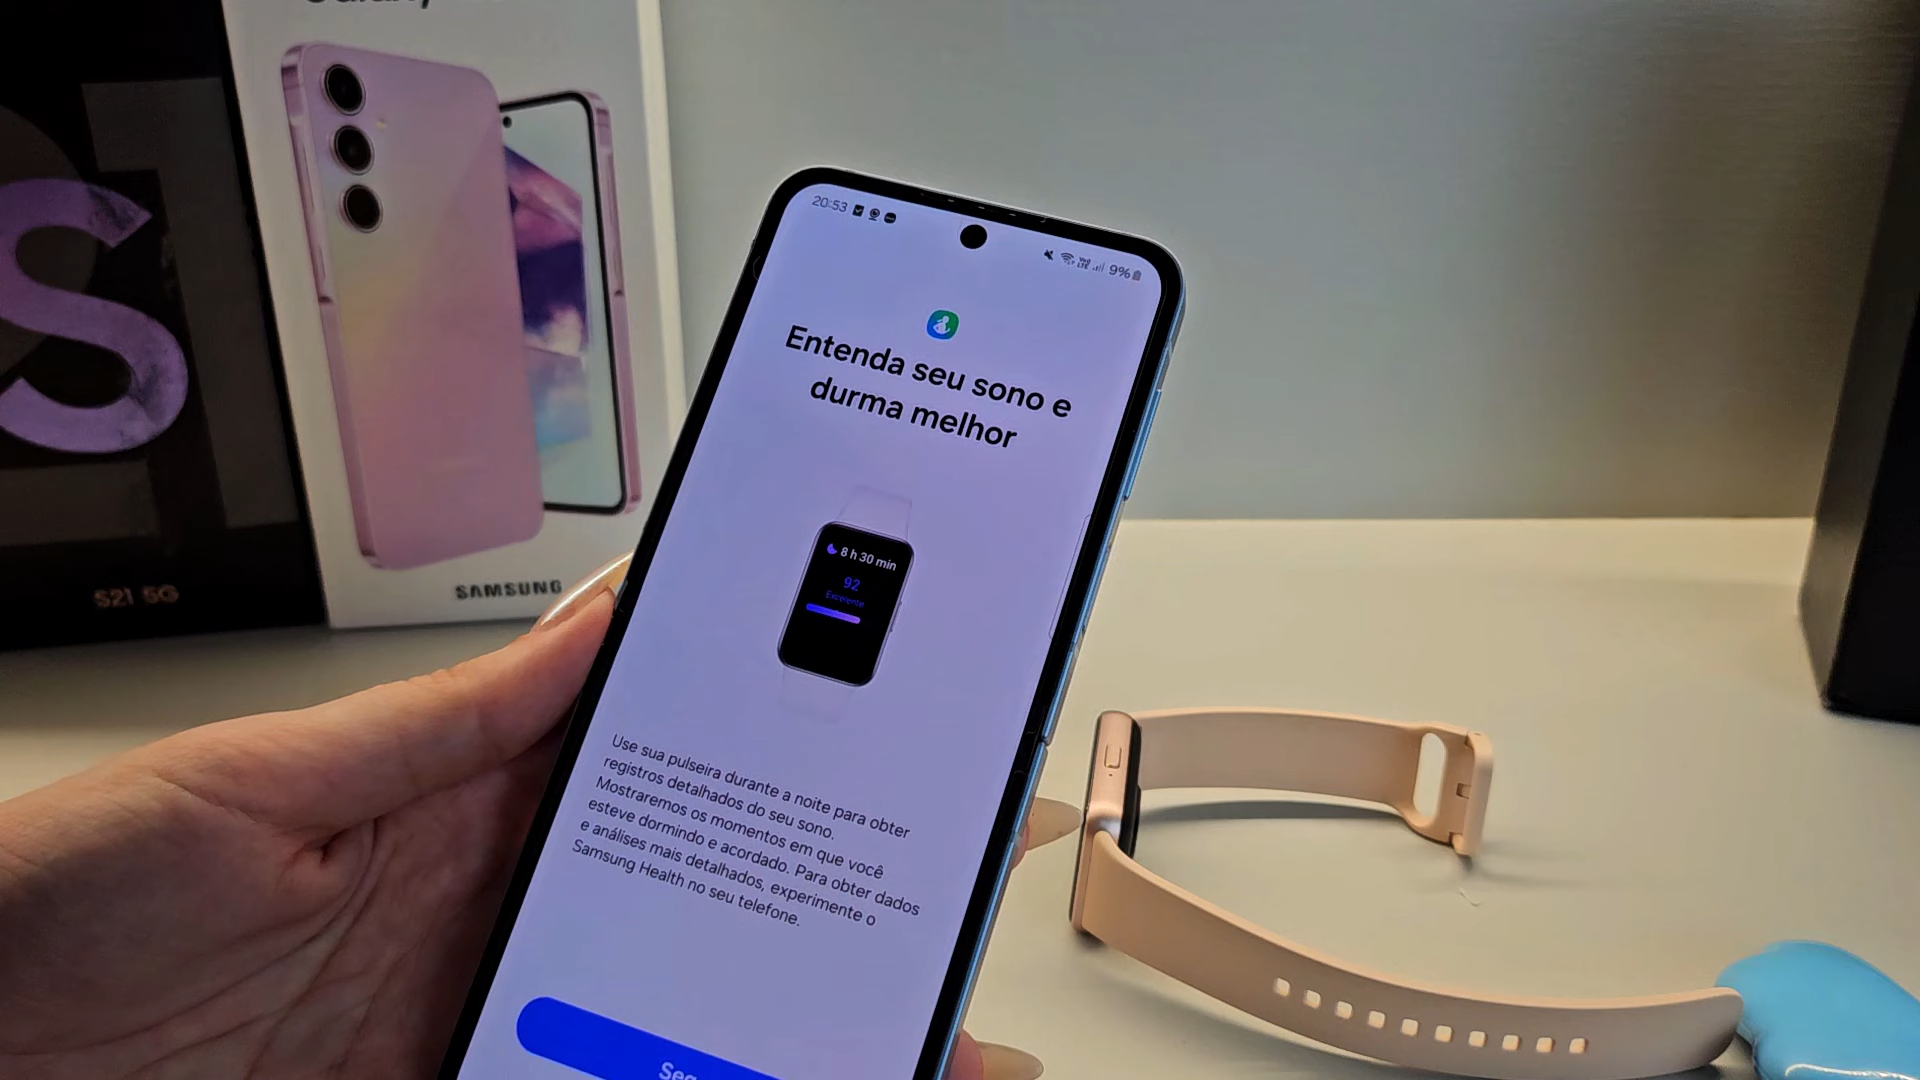 S21 5G
SAMSUNG
20:53
9%
Entenda seu sono e
durma melhor
8 h 30 min
92
Excelente
Use sua pulseira durante a noite para obter
registros detalhados do seu sono.
Mostraremos os momentos em que você
esteve dormindo e acordado. Para obter dados
e análises mais detalhados, experimente o
Samsung Health no seu telefone.